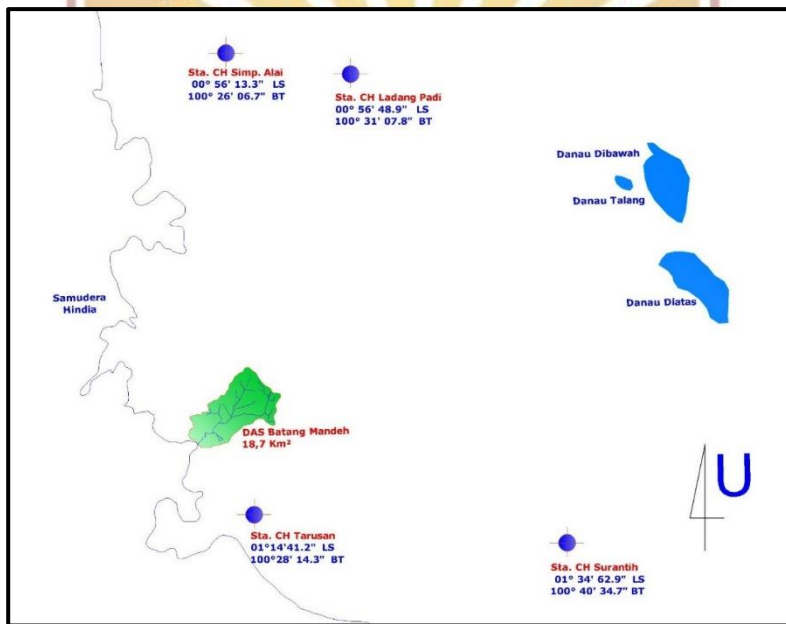 Sta. CH Simp. Alai
00° 56' 13.3" LS
100° 26' 06.7" BT
Sta. CH Ladang Padi
00° 56' 48.9" LS
100° 31' 07.8" BT
Danau Dibawah
Danau Talang
Danau Diatas
Samudera
Hindia
DAS Batang Mandeh
18,7 Km²
U
Sta. CH Tarusan
01°14'41.2" LS
100°28' 14.3" BT
Sta. CH Surantih
01° 34' 62.9" LS
100° 40' 34.7" BT